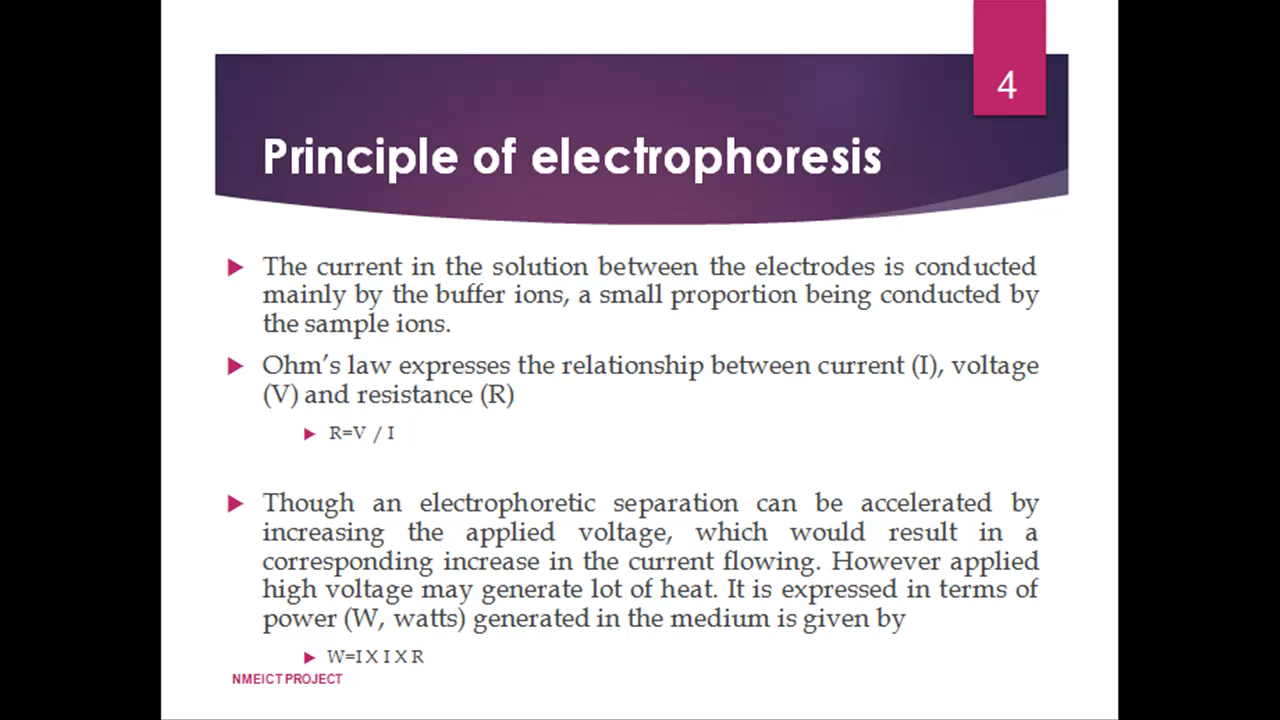 4
Principle of electrophoresis
The current in the solution between the electrodes is conducted
mainly by the buffer ions, a small proportion being conducted by
the sample ions.
Ohm’s law expresses the relationship between current (I), voltage
(V) and resistance (R)
R=V / I
Though an electrophoretic separation can be accelerated by
increasing the applied voltage, which would result in a
corresponding increase in the current flowing. However applied
high voltage may generate lot of heat. It is expressed in terms of
power (W, watts) generated in the medium is given by
W=I X I X R
NMEICT PROJECT